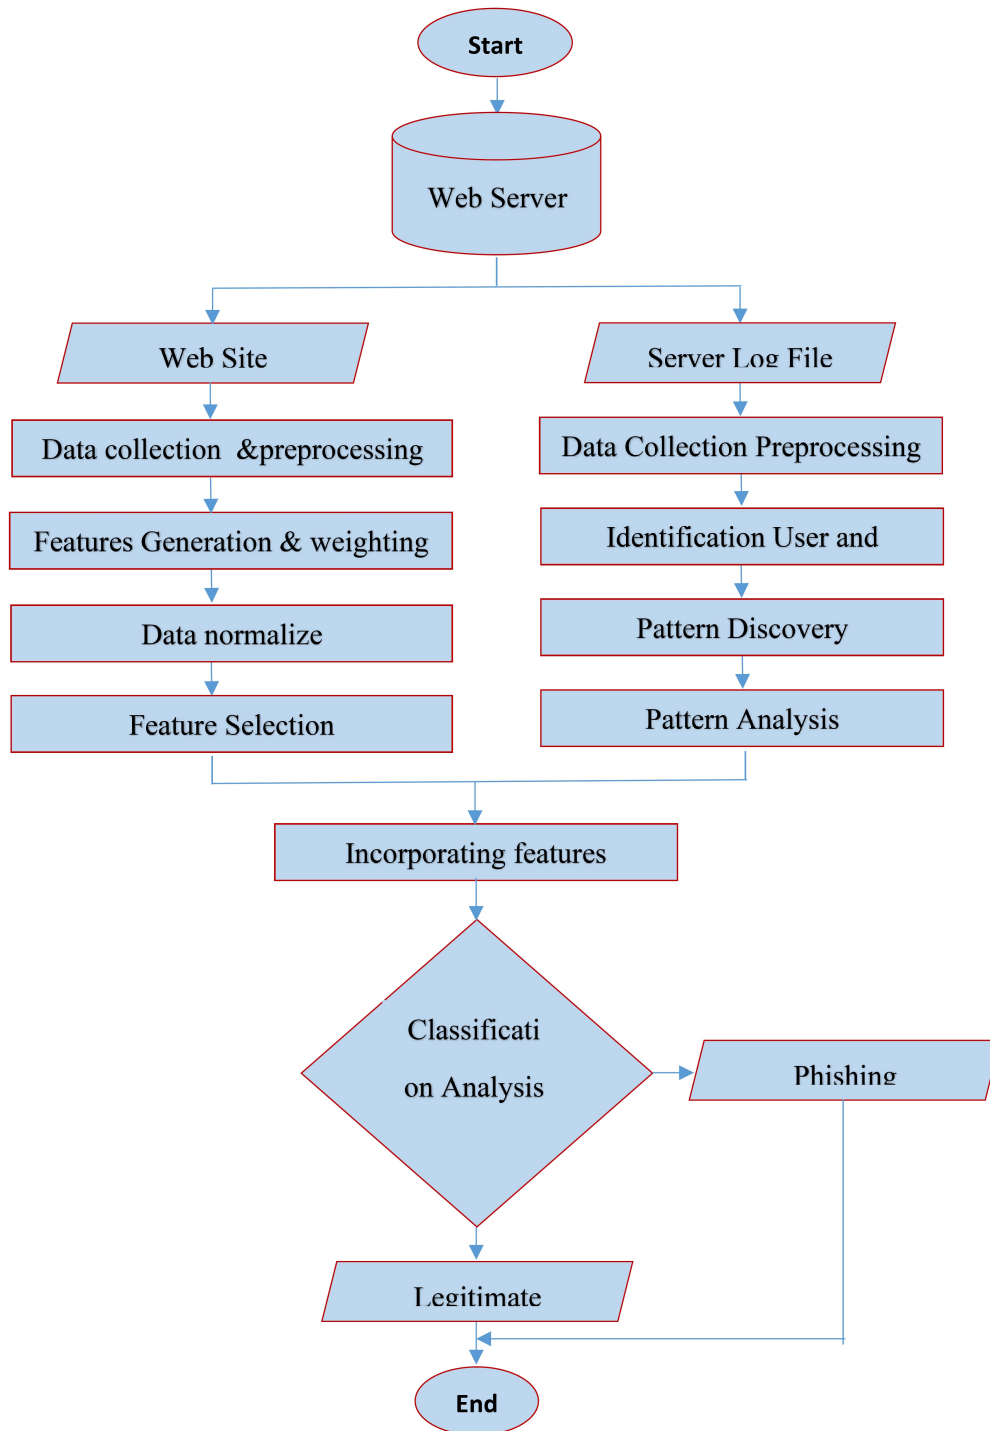 Start
Web Server
Web Site
Server Log File
Data collection &preprocessing
Data Collection Preprocessing
Features Generation & weighting
Identification User and
Data normalize
Pattern Discovery
Feature Selection
Pattern Analysis
Incorporating features
Classificati
on Analysis
Phishing
Legitimate
End